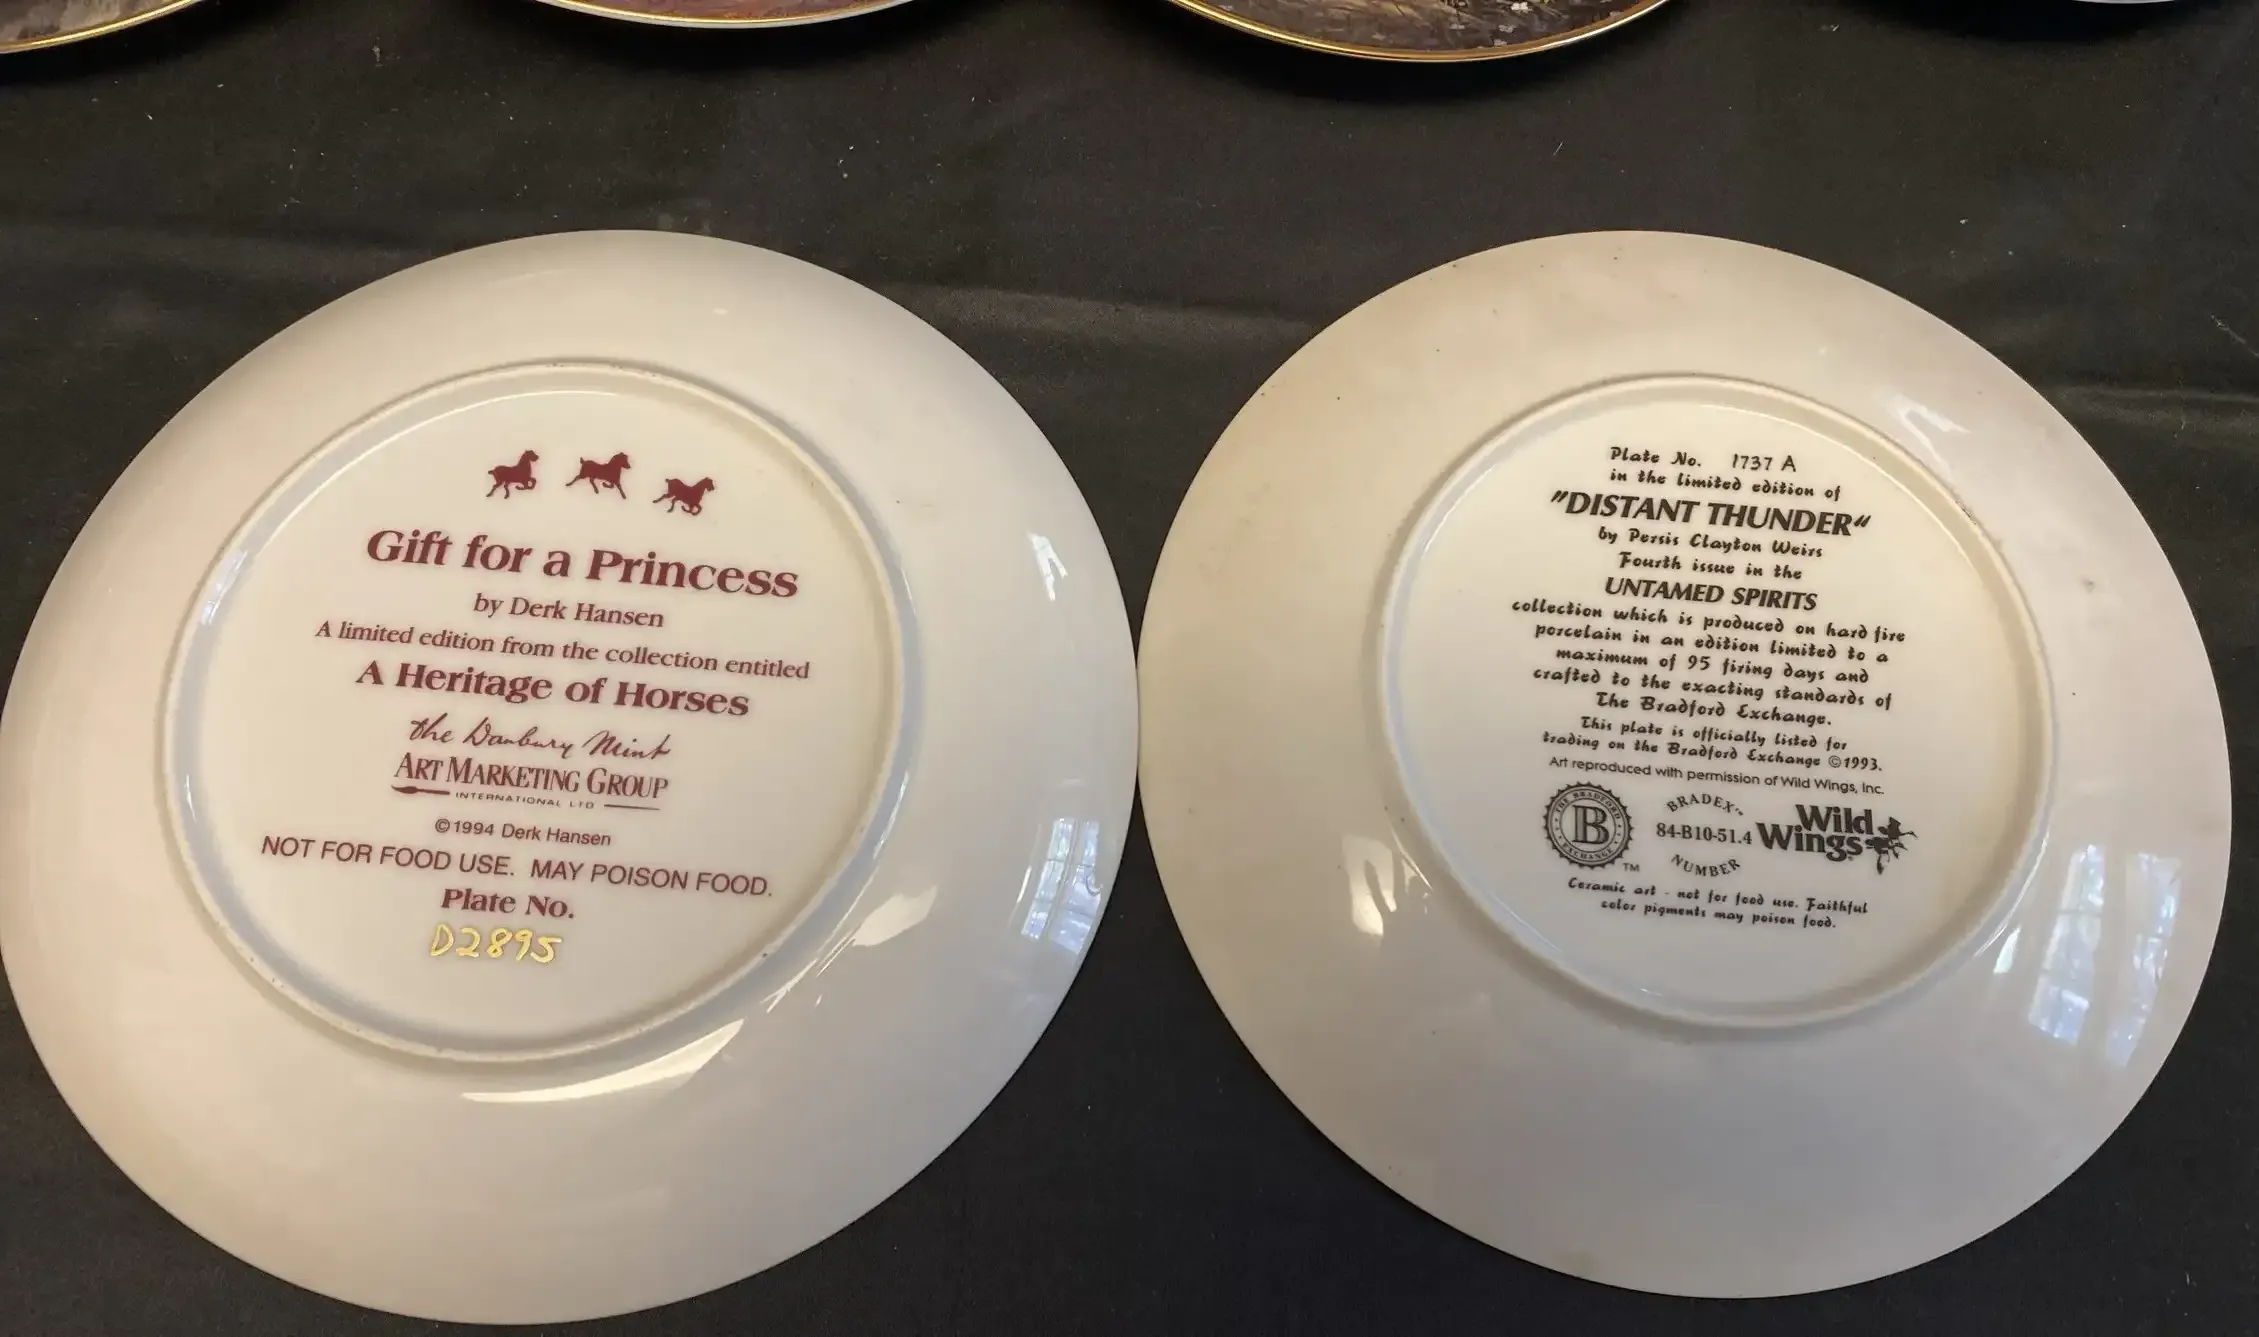 Gift for a Princess
by Derk Hansen
A limited edition from the collection entitled
A Heritage of Horses
the Danbury Mint
ART MARKETING GROUP
INTERNATIONAL LTD
©1994 Derk Hansen
NOT FOR FOOD USE. MAY POISON FOOD.
Plate No.
D2895
Plate No. 1737 A
in the limited edition of
"DISTANT THUNDER"
by Persis Clayton Weirs
Fourth issue in the
UNTAMED SPIRITS
collection which is produced on hard fire
porcelain in an edition limited to a
maximum of 95 firing days and
crafted to the exacting standards of
The Bradford Exchange.
This plate is officially listed for
trading on the Bradford Exchange ©1993.
Art reproduced with permission of Wild Wings, Inc.
THE BRADFORD
B
EXCHANGE
TM
BRADEX™
84-B10-51.4
NUMBER
Wild
Wings
Ceramic art - not for food use. Faithful
color pigments may poison food.